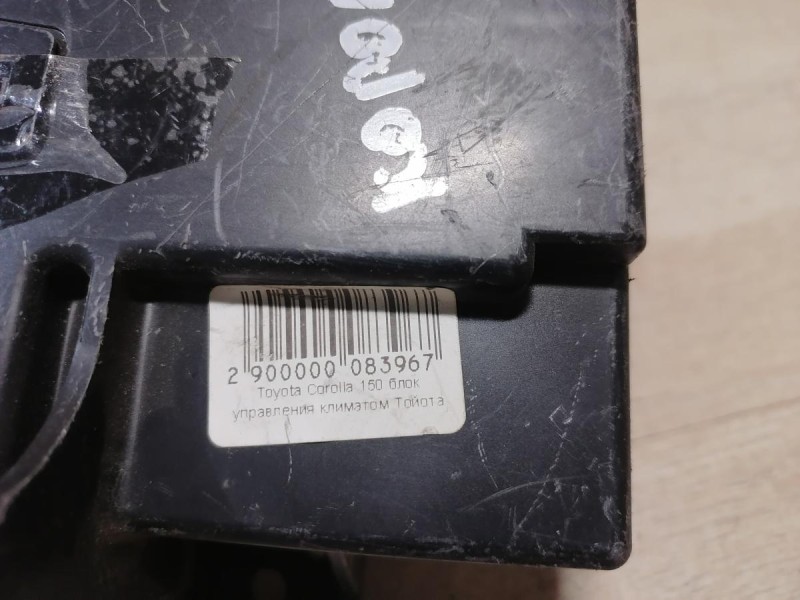 2 900000 083967
Toyota Corolla 150 блок
управления климатом Тойота